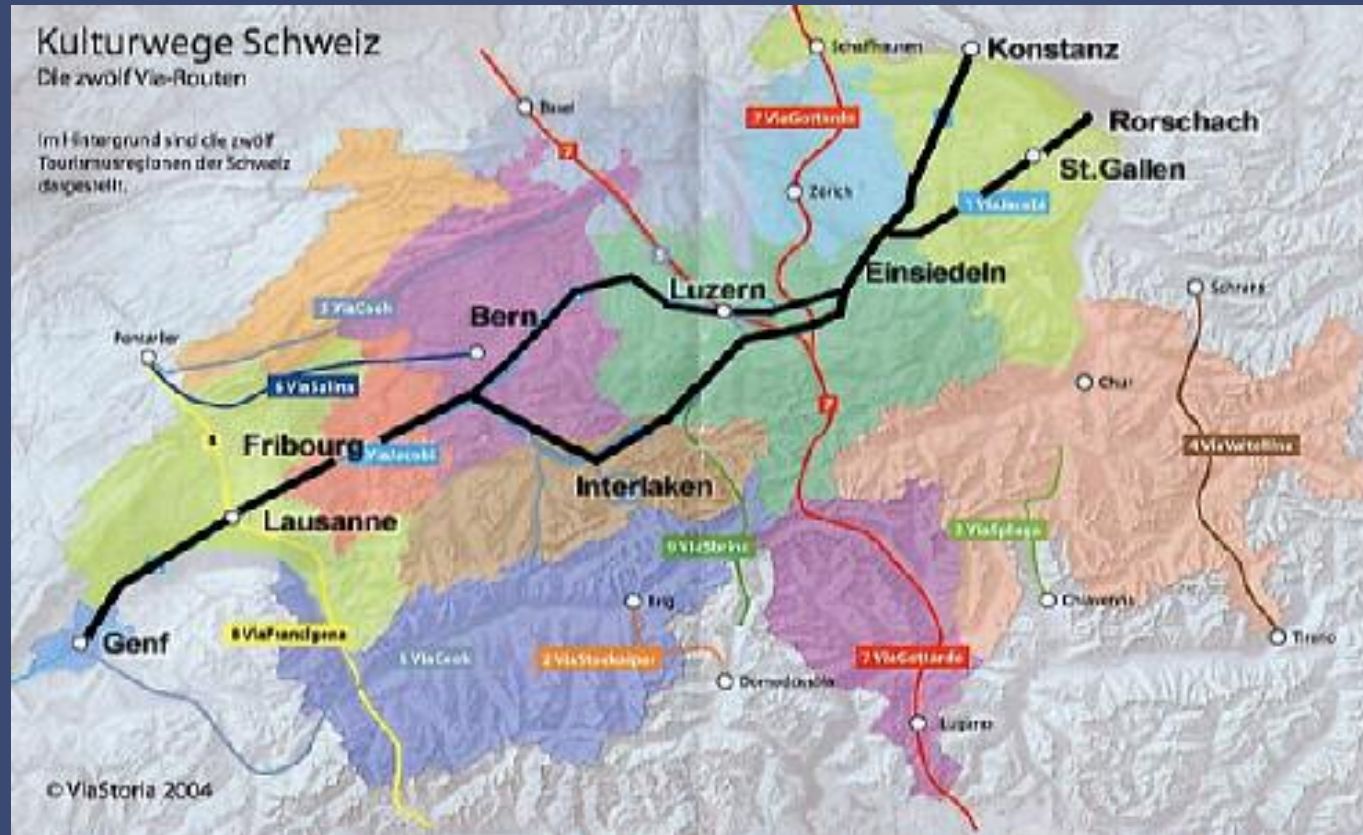 Kulturwege Schweiz
Die zwölf Via-Routen
Im Hintergrund sind die zwölf
Tourismusregionen der Schweiz
dargestellt.
Schaffhausen
Konstanz
Basel
7 ViaGottardo
Rorschach
7
St.Gallen
Zürich
1 ViaJacobi
Einsiedeln
Luzern
Schruns
ViaCook
Bern
Pontarlier
6 ViaSalina
Chur
7
Fribourg
ViaJacobi
4 ViaValtellina
Interlaken
Lausanne
ViaSpluga
9 ViaSbrinz
Brig
Chiavenna
Genf
8 ViaFrancigena
ViaCook
2 ViaStockalper
7 ViaGottardo
Tirano
Domodossola
Lugano
© ViaStoria 2004